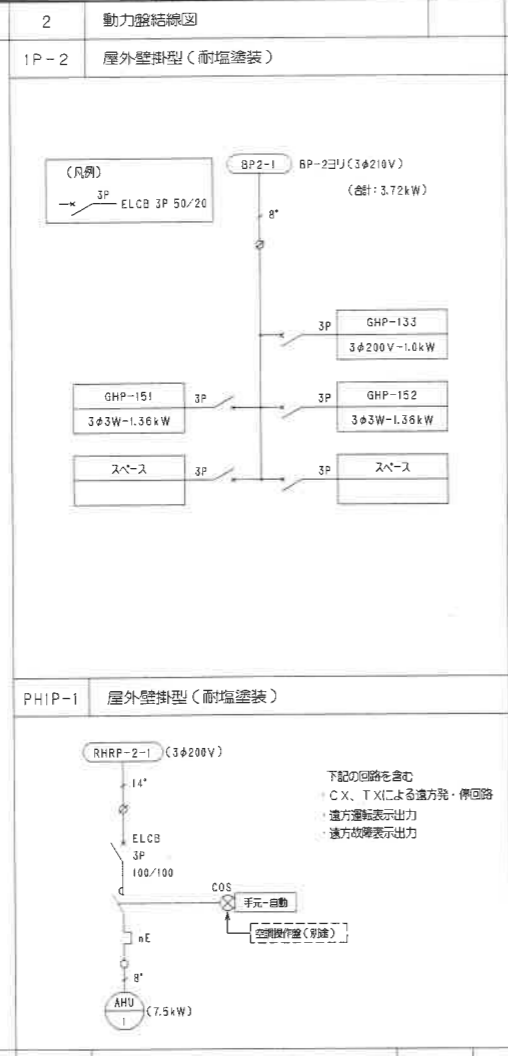 2 動力盤結線図
1P-2 屋外壁掛型(耐塩塗装)
(凡例)
3P
ELCB 3P 50/20
BP2-1 BP-2ヨリ(3φ210V)
(合計:3.72kW)
8°
3P GHP-133
3φ200V-1.0kW
GHP-151 3P
3φ3W-1.36kW
3P GHP-152
3φ3W-1.36kW
スペース 3P
3P スペース
PH1P-1 屋外壁掛型(耐塩塗装)
RHRP-2-1 (3φ200V)
14°
ELCB
3P
100/100
下記の回路を含む
・CX、TXによる遠方発・停回路
・遠方運転表示出力
・遠方故障表示出力
COS
手元-自動
空調操作盤(別途)
nE
8°
AHU
1
(7.5kW)